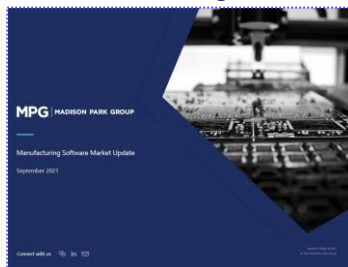 MPG MADISON PARK GROUP
Manufacturing Software Market Update
September 2021
Connect with us